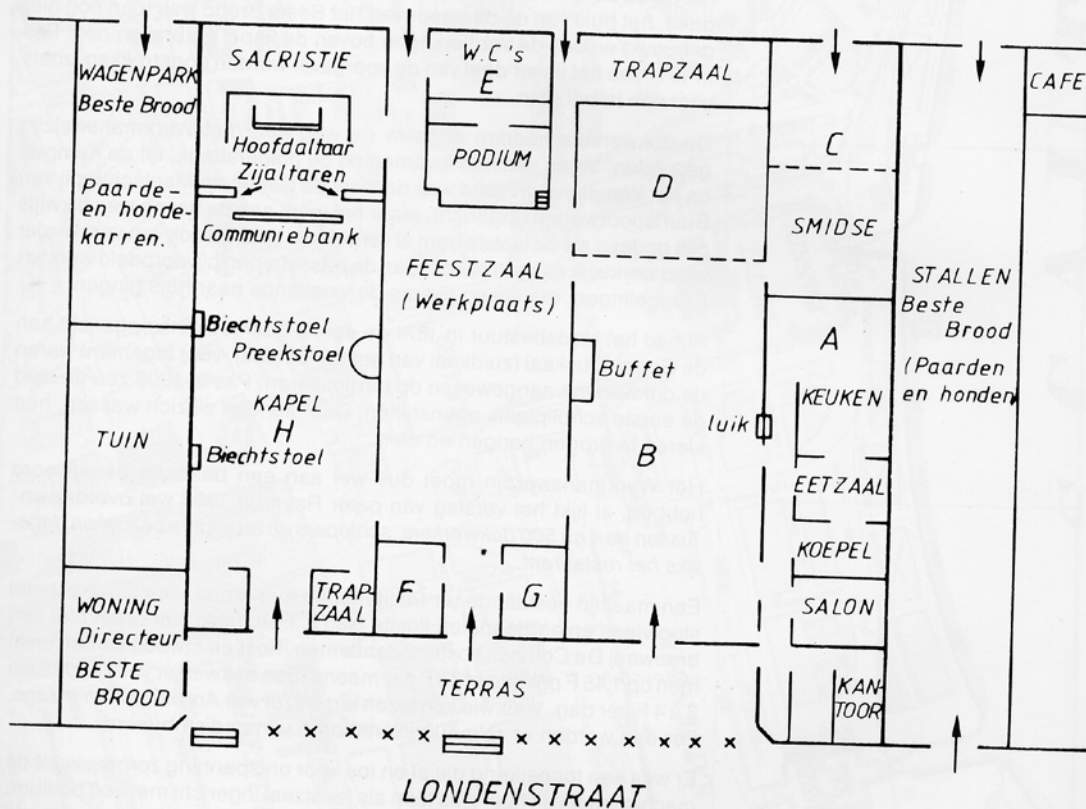 WAGENPARK
Beste Brood
Paarde-
en honde-
karren.
SACRISTIE
Hoofdaltaar
Zijaltaren
Communiebank
W.C.'S
E
PODIUM
TRAPZAAL
D
C
SMIDSE
CAFE
STALLEN
Beste
Brood
(Paarden
en honden)
FEESTZAAL
(Werkplaats)
Biechtstoel
Preekstoel
KAPEL
H
Biechtstoel
TUIN
Buffet
B
luik
A
KEUKEN
EETZAAL
KOEPEL
SALON
KAN-
TOOR
WONING
Directeur
BESTE
BROOD
TRAP-
ZAAL
F
G
TERRAS
LONDENSTRAAT